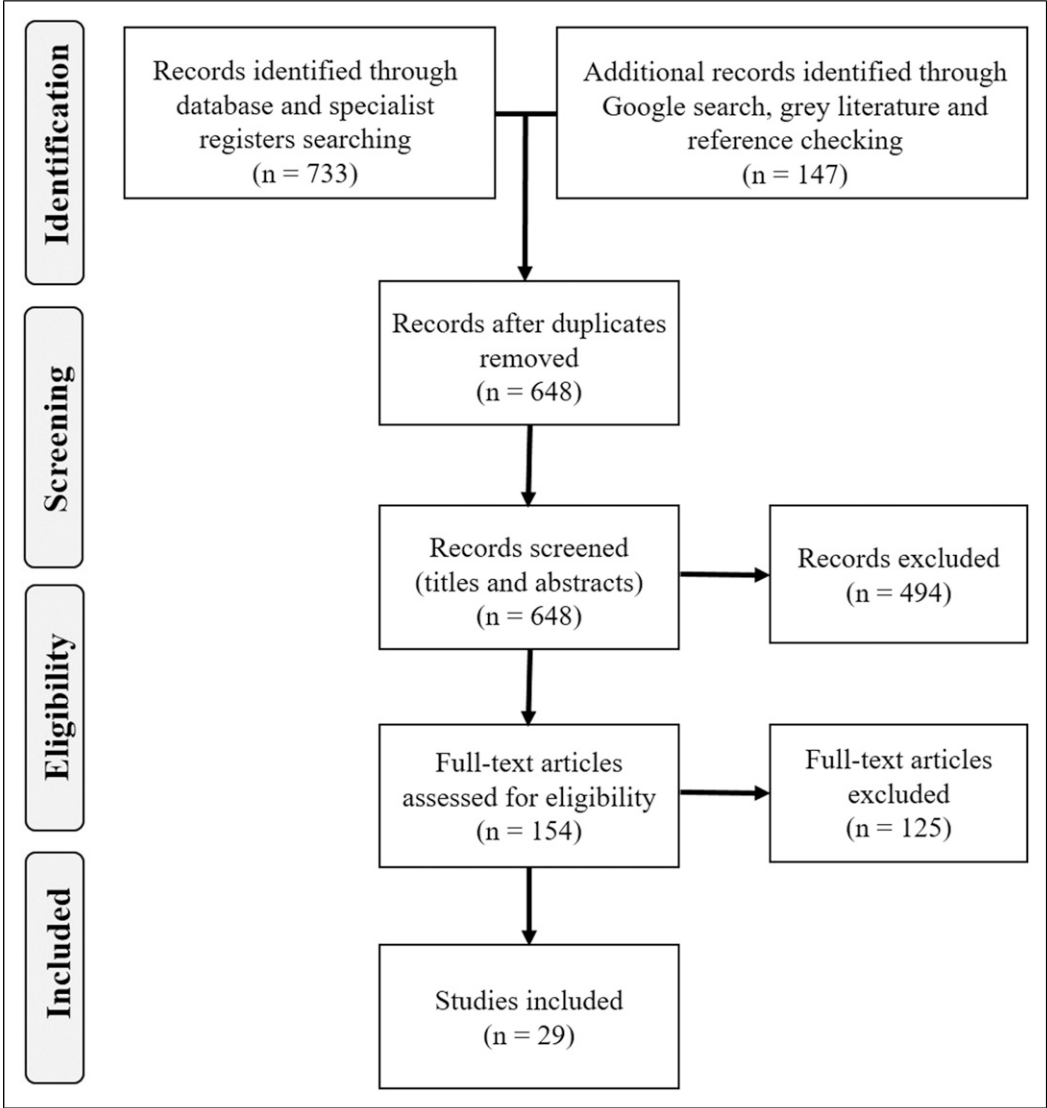 Identification
Records identified through
database and specialist
registers searching
(n = 733)
Additional records identified through
Google search, grey literature and
reference checking
(n = 147)
Screening
Records after duplicates
removed
(n = 648)
Records screened
(titles and abstracts)
(n = 648)
Records excluded
(n = 494)
Eligibility
Full-text articles
assessed for eligibility
(n = 154)
Full-text articles
excluded
(n = 125)
Included
Studies included
(n = 29)